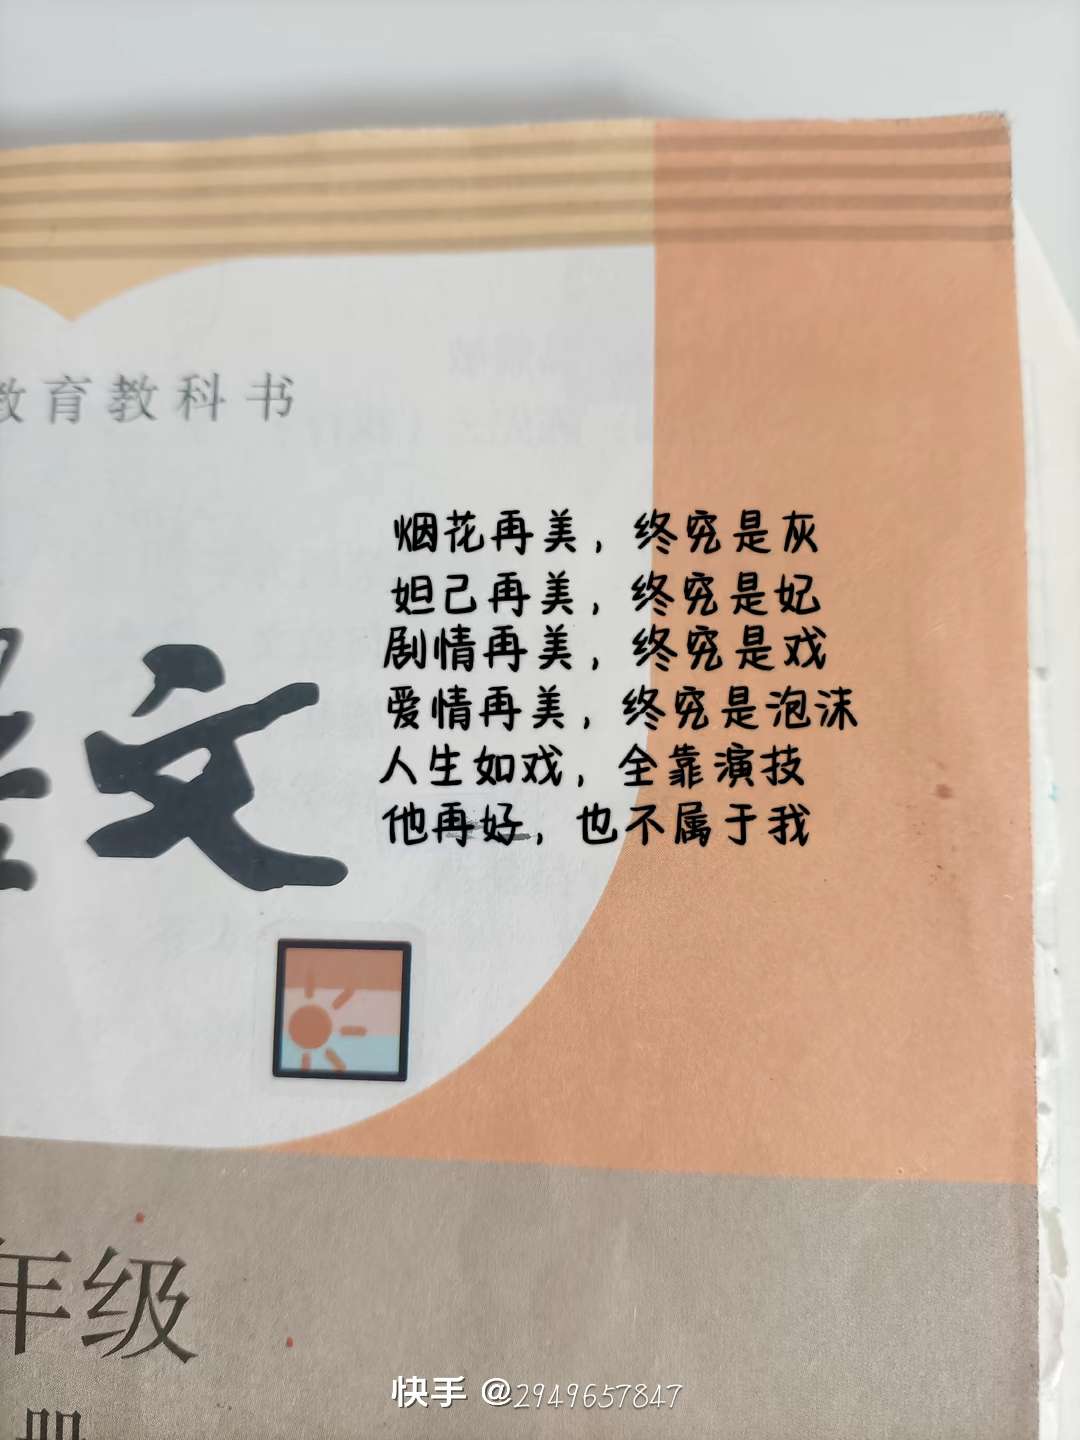 教育教科书
烟花再美，终究是灰
妲己再美，终究是妃
剧情再美，终究是戏
爱情再美，终究是泡沫
人生如戏，全靠演技
他再好，也不属于我
文
年级
册
快手 @2949657847